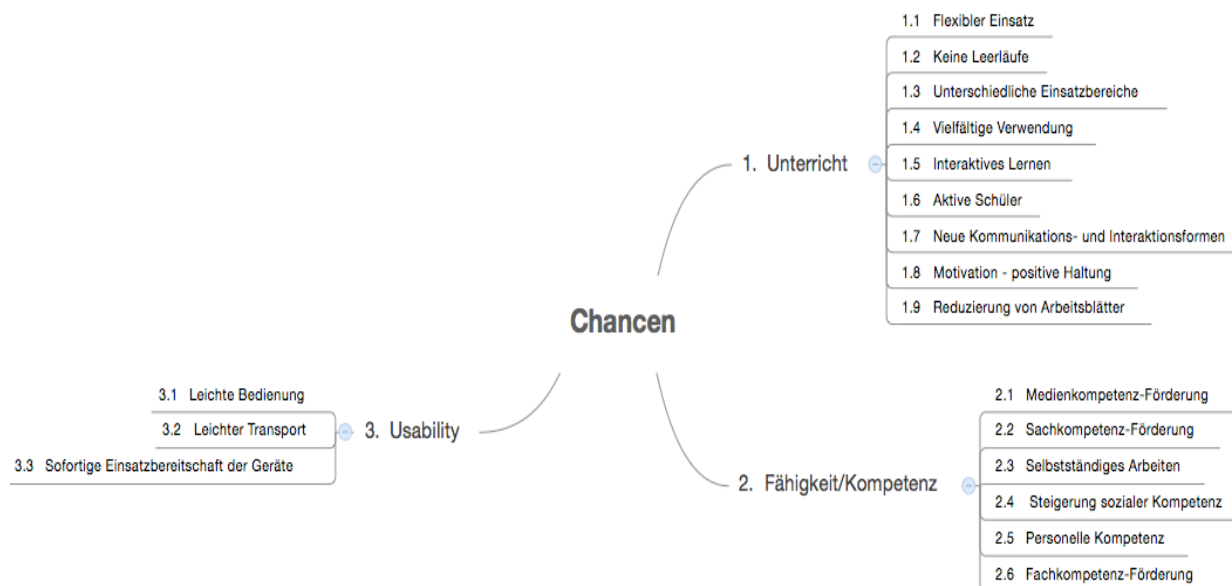 Chancen
1. Unterricht
1.1 Flexibler Einsatz
1.2 Keine Leerläufe
1.3 Unterschiedliche Einsatzbereiche
1.4 Vielfältige Verwendung
1.5 Interaktives Lernen
1.6 Aktive Schüler
1.7 Neue Kommunikations- und Interaktionsformen
1.8 Motivation - positive Haltung
1.9 Reduzierung von Arbeitsblätter
2. Fähigkeit/Kompetenz
2.1 Medienkompetenz-Förderung
2.2 Sachkompetenz-Förderung
2.3 Selbstständiges Arbeiten
2.4 Steigerung sozialer Kompetenz
2.5 Personelle Kompetenz
2.6 Fachkompetenz-Förderung
3. Usability
3.1 Leichte Bedienung
3.2 Leichter Transport
3.3 Sofortige Einsatzbereitschaft der Geräte